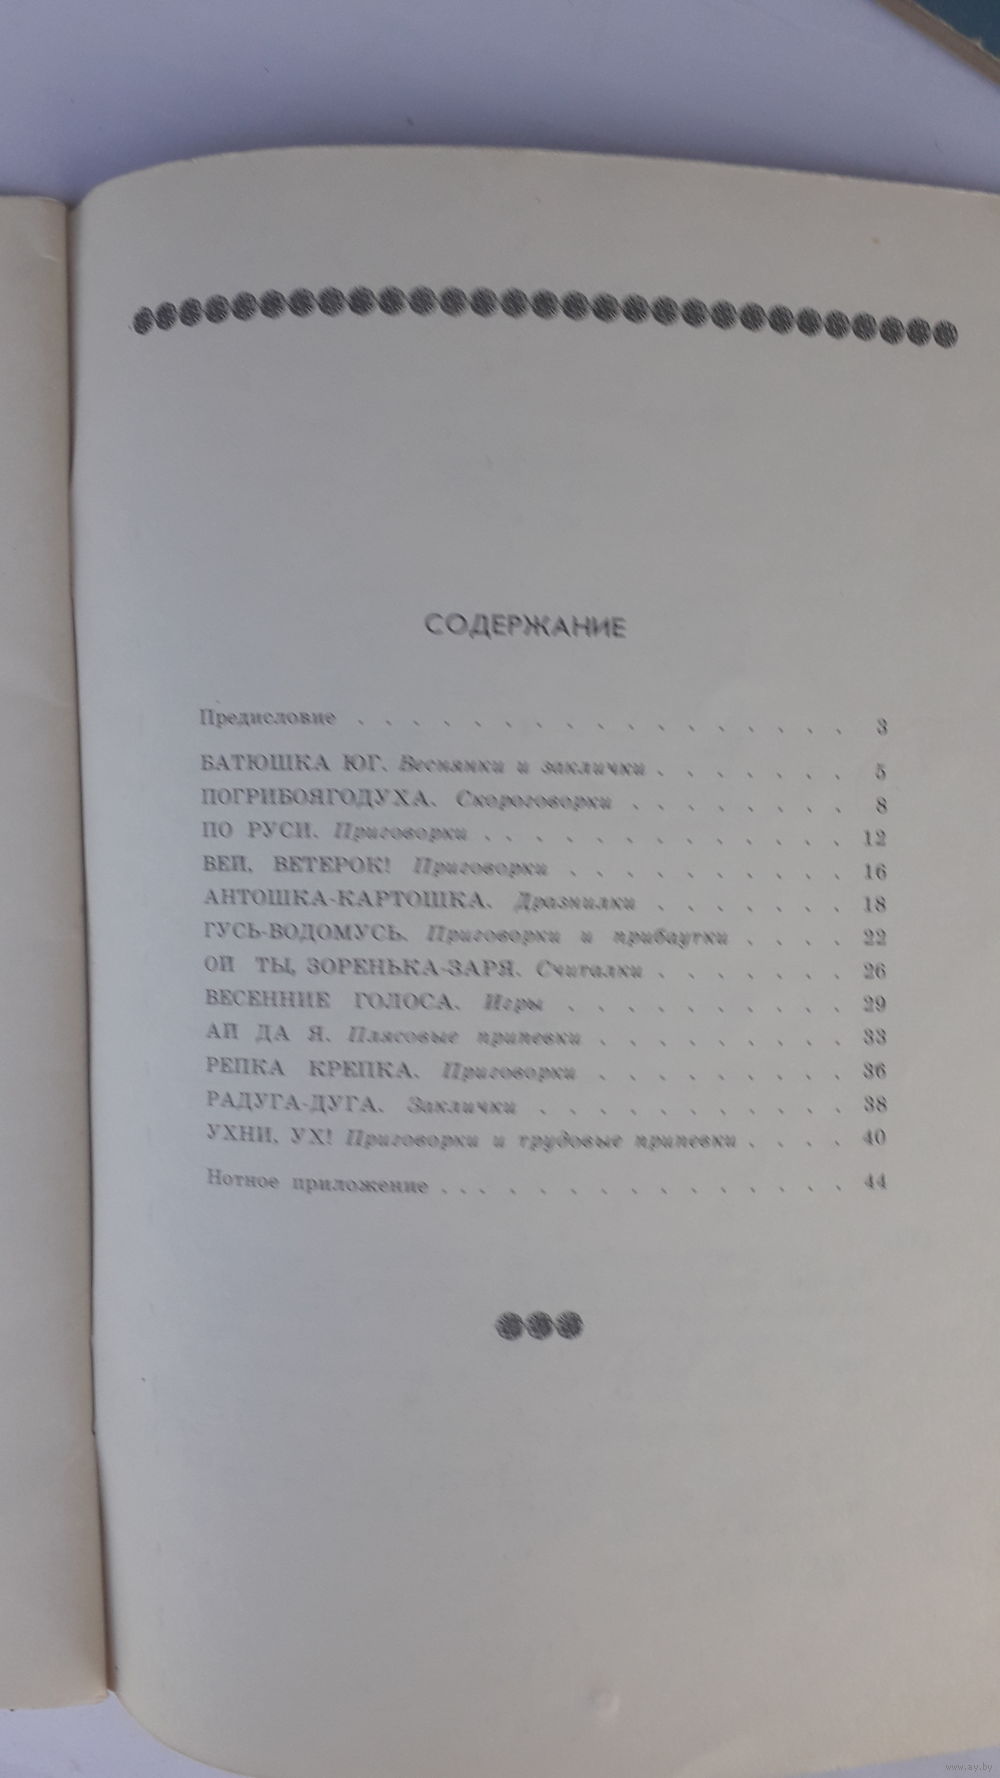 СОДЕРЖАНИЕ
Предисловие . . . . . . . . . . . . . . . . . 3
БАТЮШКА ЮГ. Веснянки и заклички . . . . . . . 5
ПОГРИБОЯГОДУХА. Скороговорки . . . . . . . . 8
ПО РУСИ. Приговорки . . . . . . . . . . . . . 12
ВЕЙ, ВЕТЕРОК! Приговорки . . . . . . . . . . 16
АНТОШКА-КАРТОШКА. Дразнилки . . . . . . . 18
ГУСЬ-ВОДОМУСЬ. Приговорки и прибаутки . . . . 22
ОЙ ТЫ, ЗОРЕНЬКА-ЗАРЯ. Считалки . . . . . . . 26
ВЕСЕННИЕ ГОЛОСА. Игры . . . . . . . . . . 29
АЙ ДА Я. Плясовые припевки . . . . . . . . . 33
РЕПКА КРЕПКА. Приговорки . . . . . . . . . 36
РАДУГА-ДУГА. Заклички . . . . . . . . . . . 38
УХНИ, УХ! Приговорки и трудовые припевки . . . . 40
Нотное приложение . . . . . . . . . . . . . . . 44
www.ay.by